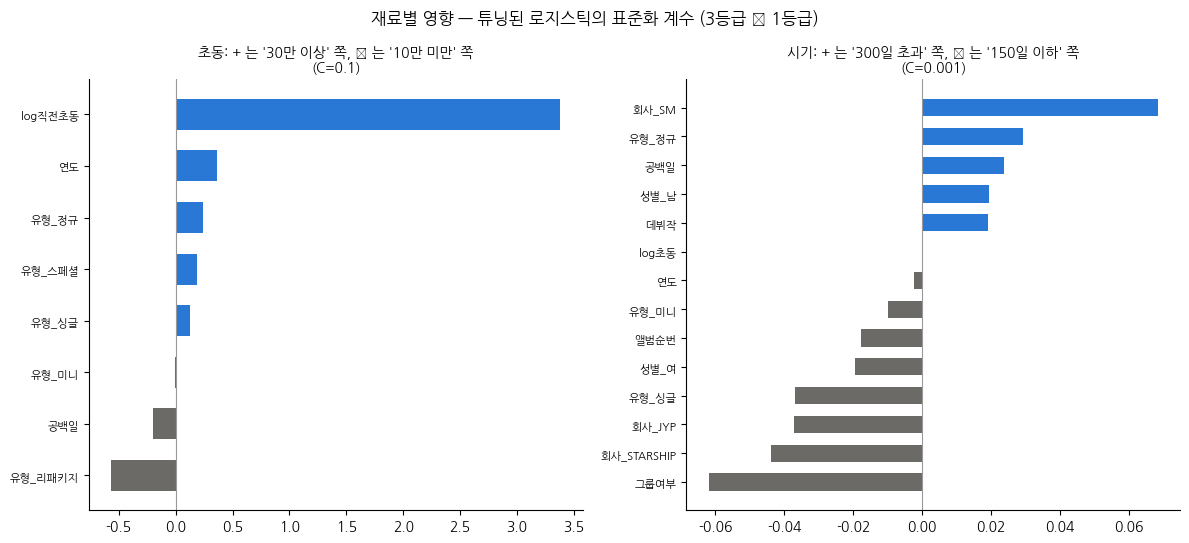 재료별 영향 — 튜닝된 로지스틱의 표준화 계수 (3등급 □ 1등급)
초동: + 는 '30만 이상' 쪽, □ 는 '10만 미만' 쪽
(C=0.1)
log직전초동
연도
유형_정규
유형_스페셜
유형_싱글
유형_미니
공백일
유형_리패키지
-0.5 0.0 0.5 1.0 1.5 2.0 2.5 3.0 3.5
시기: + 는 '300일 초과' 쪽, □ 는 '150일 이하' 쪽
(C=0.001)
회사_SM
유형_정규
공백일
성별_남
데뷔작
log초동
연도
유형_미니
앨범순번
성별_여
유형_싱글
회사_JYP
회사_STARSHIP
그룹여부
-0.06 -0.04 -0.02 0.00 0.02 0.04 0.06